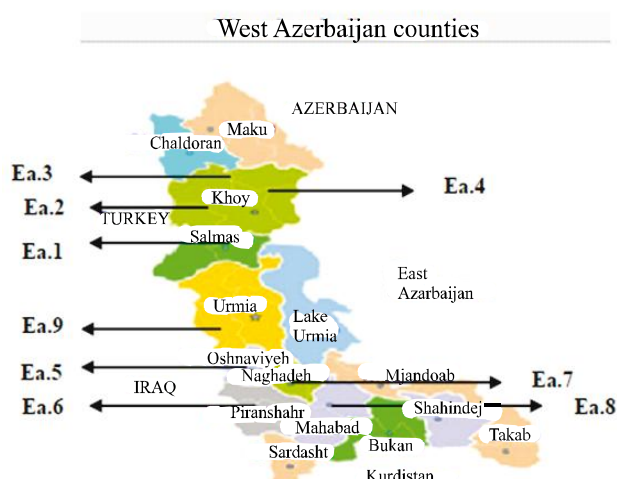 West Azerbaijan counties
AZERBAIJAN
Maku
Chaldoran
Ea.3
Ea.4
Khoy
Ea.2
TURKEY
Salmas
Ea.1
East
Azarbaijan
Urmia
Lake
Urmia
Ea.9
Oshnaviyeh
Ea.5
Naghadeh
Mjandoab
Ea.7
IRAQ
Ea.6
Piranshahr
Shahindej
Ea.8
Mahabad
Bukan
Takab
Sardasht
Kurdistan